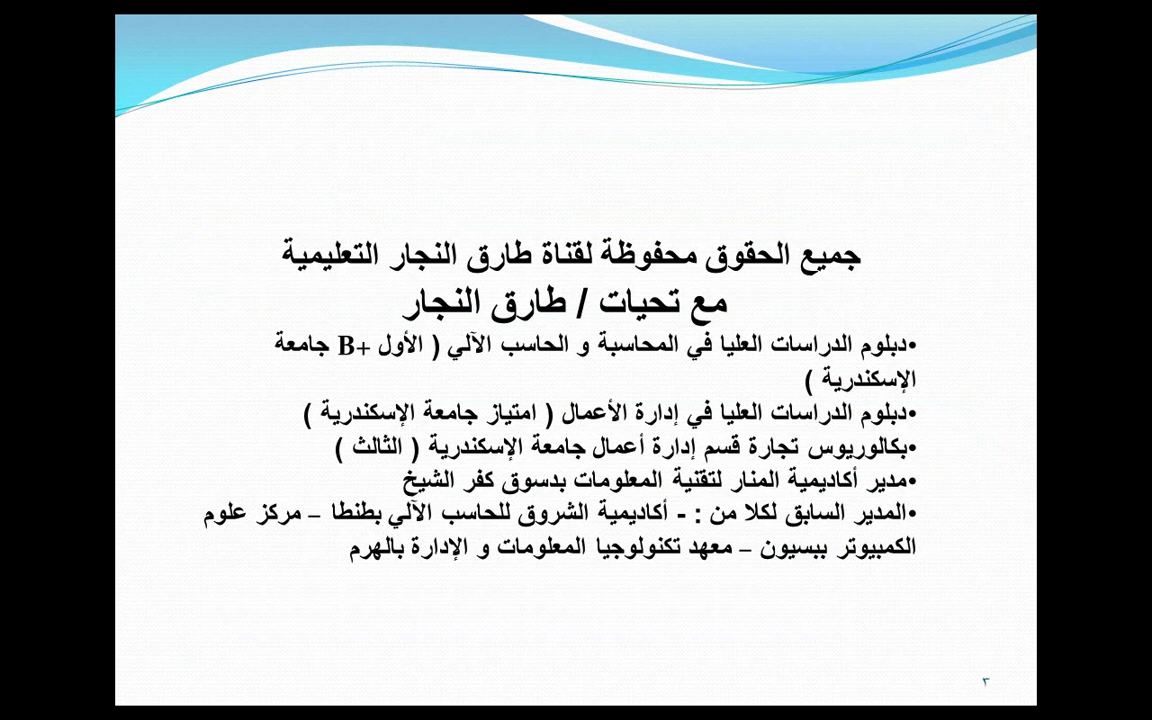 جميع الحقوق محفوظة لقناة طارق النجار التعليمية
مع تحيات / طارق النجار
•دبلوم الدراسات العليا في المحاسبة و الحاسب الآلي ( الأول +B جامعة
الإسكندرية )
•دبلوم الدراسات العليا في إدارة الأعمال ( امتياز جامعة الإسكندرية )
•بكالوريوس تجارة قسم إدارة أعمال جامعة الإسكندرية ( الثالث )
•مدير أكاديمية المنار لتقنية المعلومات بدسوق كفر الشيخ
•المدير السابق لكلا من : - أكاديمية الشروق للحاسب الآلي بطنطا – مركز علوم
الكمبيوتر ببسيون – معهد تكنولوجيا المعلومات و الإدارة بالهرم
٣